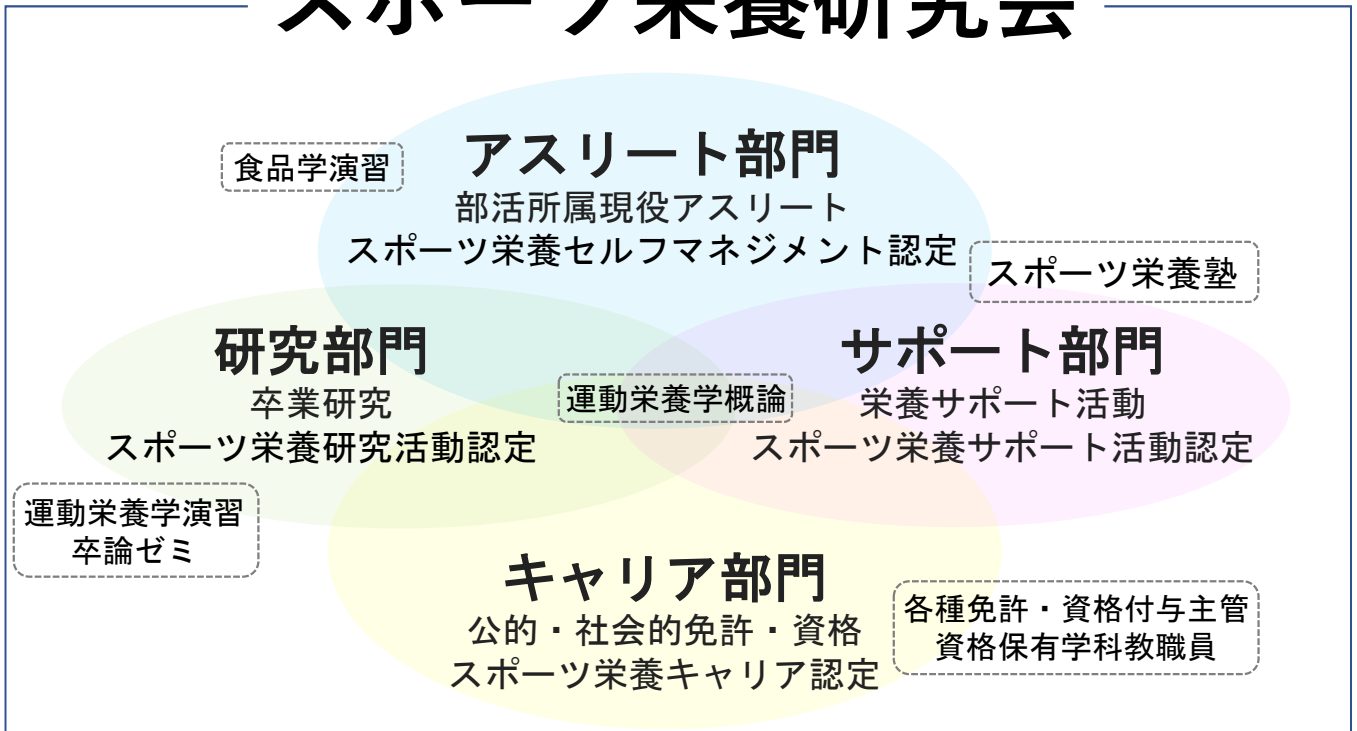 スポーツ栄養研究会
アスリート部門
部活所属現役アスリート
スポーツ栄養セルフマネジメント認定
食品学演習
スポーツ栄養塾
研究部門
卒業研究
スポーツ栄養研究活動認定
運動栄養学概論
サポート部門
栄養サポート活動
スポーツ栄養サポート活動認定
運動栄養学演習
卒論ゼミ
キャリア部門
公的・社会的免許・資格
スポーツ栄養キャリア認定
各種免許・資格付与主管
資格保有学科教職員